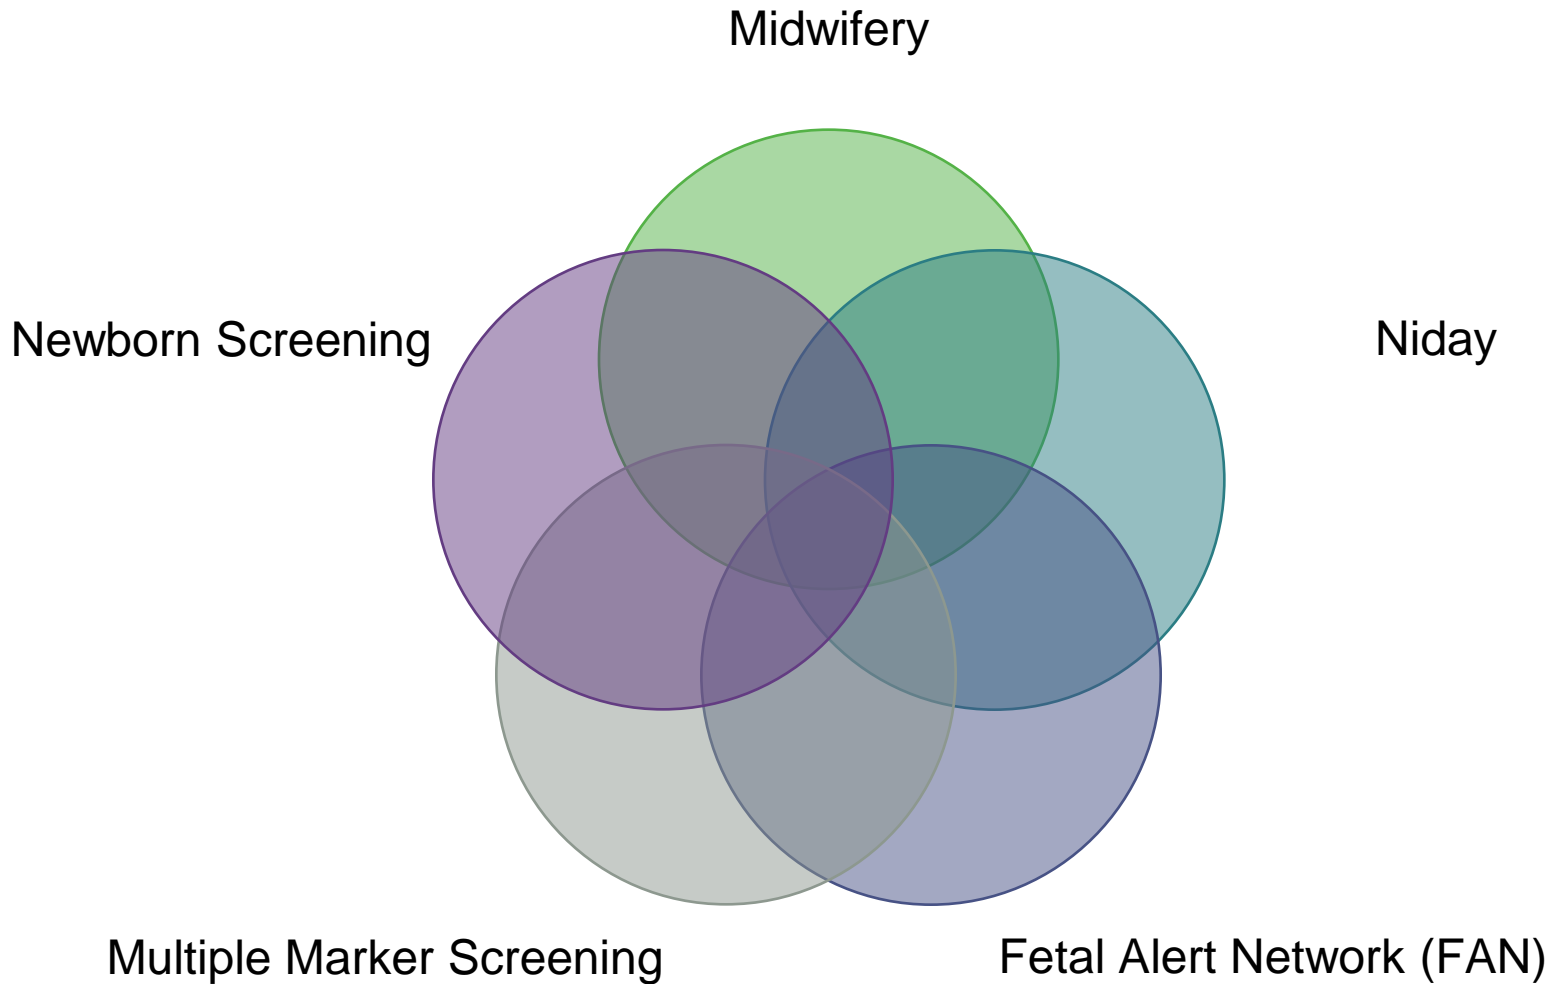 Midwifery
Newborn Screening
Niday
Multiple Marker Screening
Fetal Alert Network (FAN)